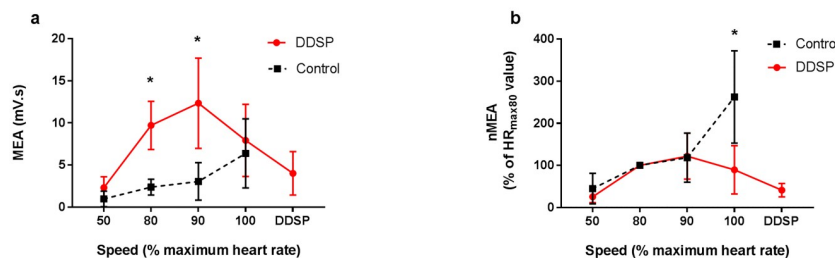 a
*
*
DDSP
Control
MEA (mV.s)
20
15
10
5
0
50 80 90 100 DDSP
Speed (% maximum heart rate)
b
*
Contro
DDSP
nMEA
(% of HRmax80 value)
400
300
200
100
0
50 80 90 100 DDSP
Speed (% maximum heart rate)